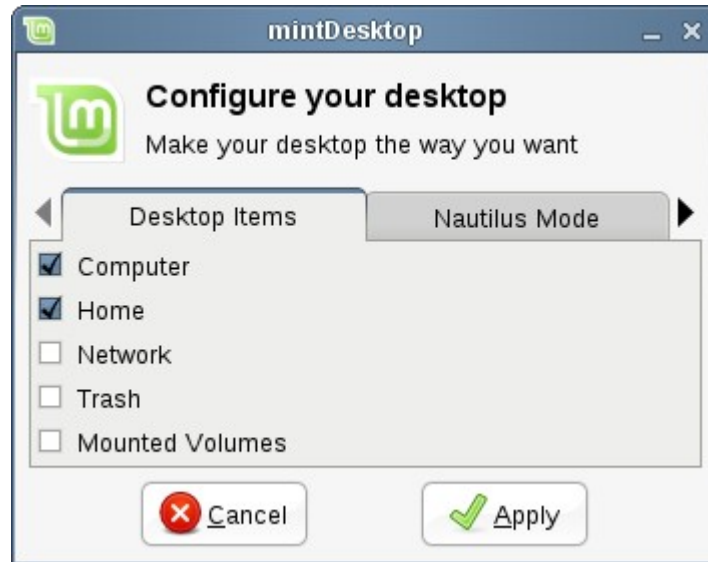 mintDesktop
Configure your desktop
Make your desktop the way you want
Desktop Items Nautilus Mode
Computer
Home
Network
Trash
Mounted Volumes
Cancel Apply